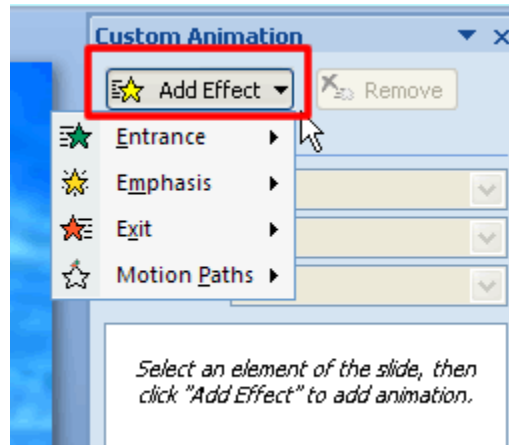 Custom Animation
Add Effect
Remove
Entrance
Emphasis
Exit
Motion Paths
Select an element of the slide, then
click "Add Effect" to add animation.